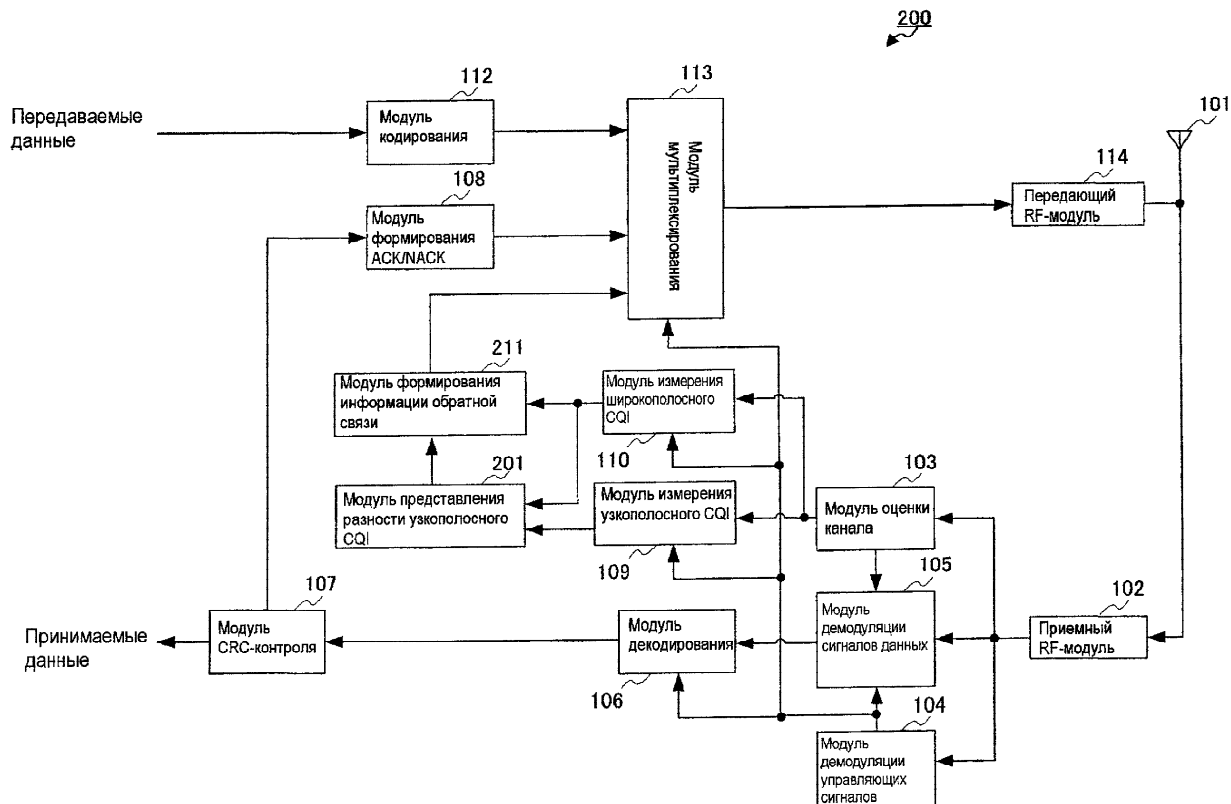 200
112
113
101
Передаваемые
данные
Модуль
кодирования
Модуль
мультиплексирования
108
114
Модуль
формирования
ACK/NACK
Передающий
RF-модуль
211
Модуль формирования
информации обратной
связи
Модуль измерения
широкополосного
CQI
110
103
201
Модуль представления
разности узкополосного
CQI
Модуль измерения
узкополосного CQI
Модуль оценки
канала
109
105
107
102
Принимаемые
данные
Модуль
CRC-контроля
Модуль
декодирования
Модуль
демодуляции
сигналов данных
Приемный
RF-модуль
106
104
Модуль
демодуляции
управляющих
сигналов